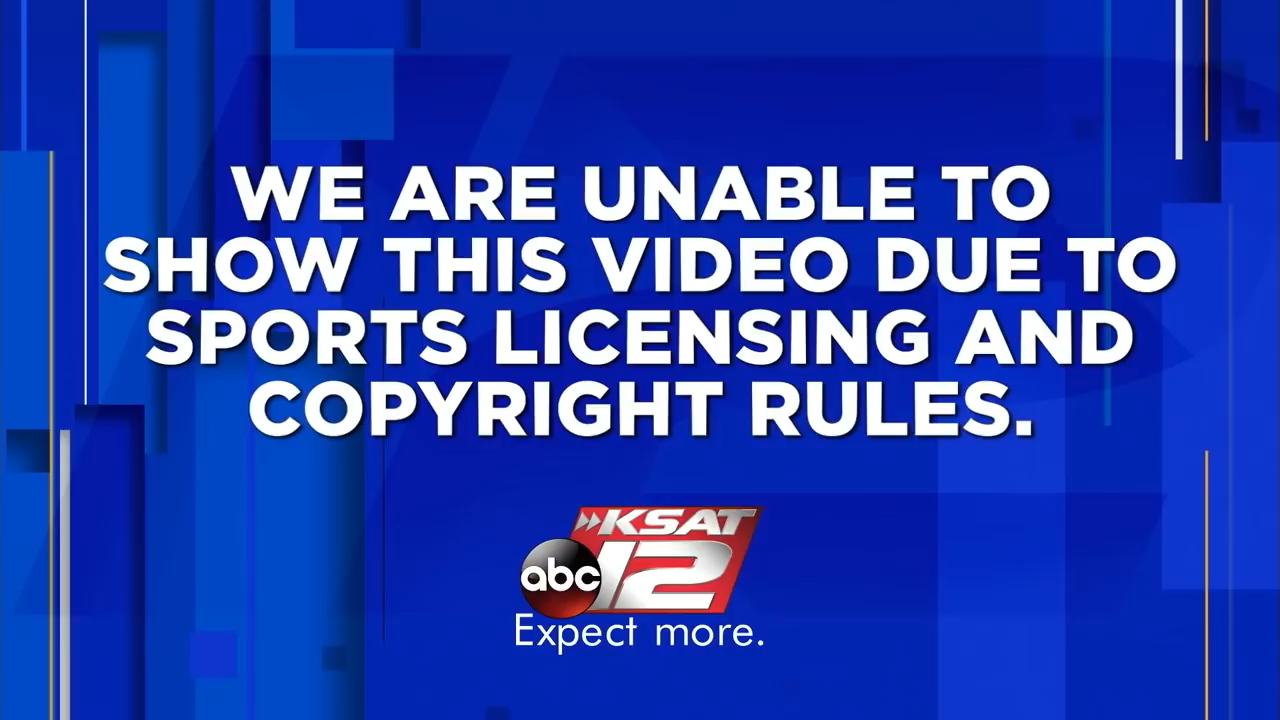 WE ARE UNABLE TO
SHOW THIS VIDEO DUE TO
SPORTS LICENSING AND
COPYRIGHT RULES.
KSAT
abc 12
Expect more.